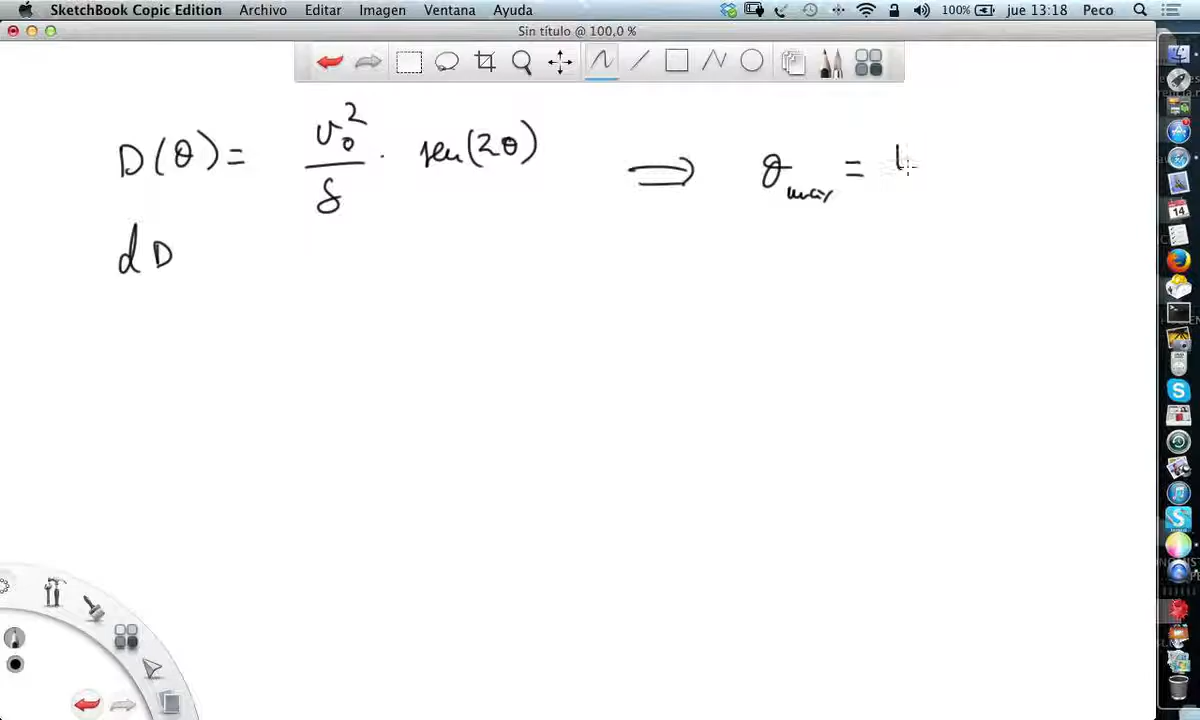 SketchBook Copic Edition Archivo Editar Imagen Ventana Ayuda 100% jue 13:18 Peco
Sin título @ 100,0 %
D(θ) = v₀²/g · sen(2θ) ⟹ θmax =
dD